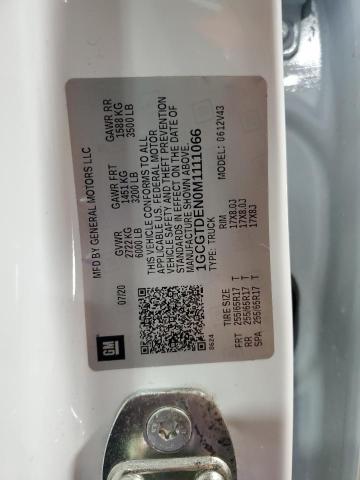 MFD BY GENERAL MOTORS LLC
07/20
GVWR
2722 KG
6000 LB
GAWR FRT
1451 KG
3200 LB
GAWR RR
1588 KG
3500 LB
THIS VEHICLE CONFORMS TO ALL
APPLICABLE U.S. FEDERAL MOTOR
VEHICLE SAFETY AND THEFT PREVENTION
STANDARDS IN EFFECT ON THE DATE OF
MANUFACTURE SHOWN ABOVE.
1GCGTDEN0M1111066
TYPE: TRUCK
MODEL: 0612V43
GM
0624
TIRE SIZE
RIM
FRT 255/65R17 T 17X8.0J
RR 255/65R17 T 17X8.0J
SPA 255/65R17 T 17X8J